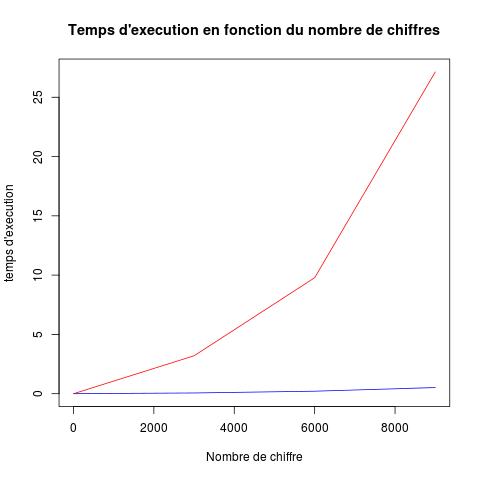 Temps d'execution en fonction du nombre de chiffres
temps d'execution
25
20
15
10
5
0
0 2000 4000 6000 8000
Nombre de chiffre